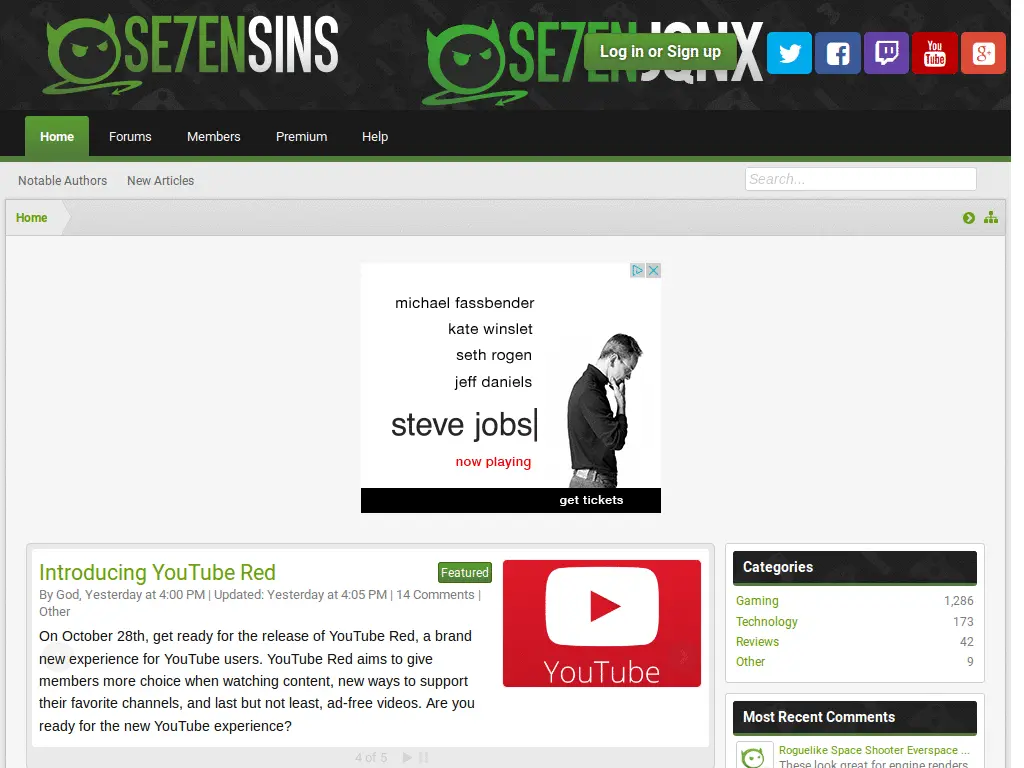 SE7ENSINS
SE7ENJQNX
Log in or Sign up
You
Tube
g+
Home
Forums
Members
Premium
Help
Notable Authors
New Articles
Search...
Home
michael fassbender
kate winslet
seth rogen
jeff daniels
steve jobs
now playing
get tickets
Introducing YouTube Red
Featured
By God, Yesterday at 4:00 PM | Updated: Yesterday at 4:05 PM | 14 Comments |
Other
On October 28th, get ready for the release of YouTube Red, a brand
new experience for YouTube users. YouTube Red aims to give
members more choice when watching content, new ways to support
their favorite channels, and last but not least, ad-free videos. Are you
ready for the new YouTube experience?
YouTube
4 of 5
Categories
Gaming 1,286
Technology 173
Reviews 42
Other 9
Most Recent Comments
Roguelike Space Shooter Everspace ...
These look great for engine renders